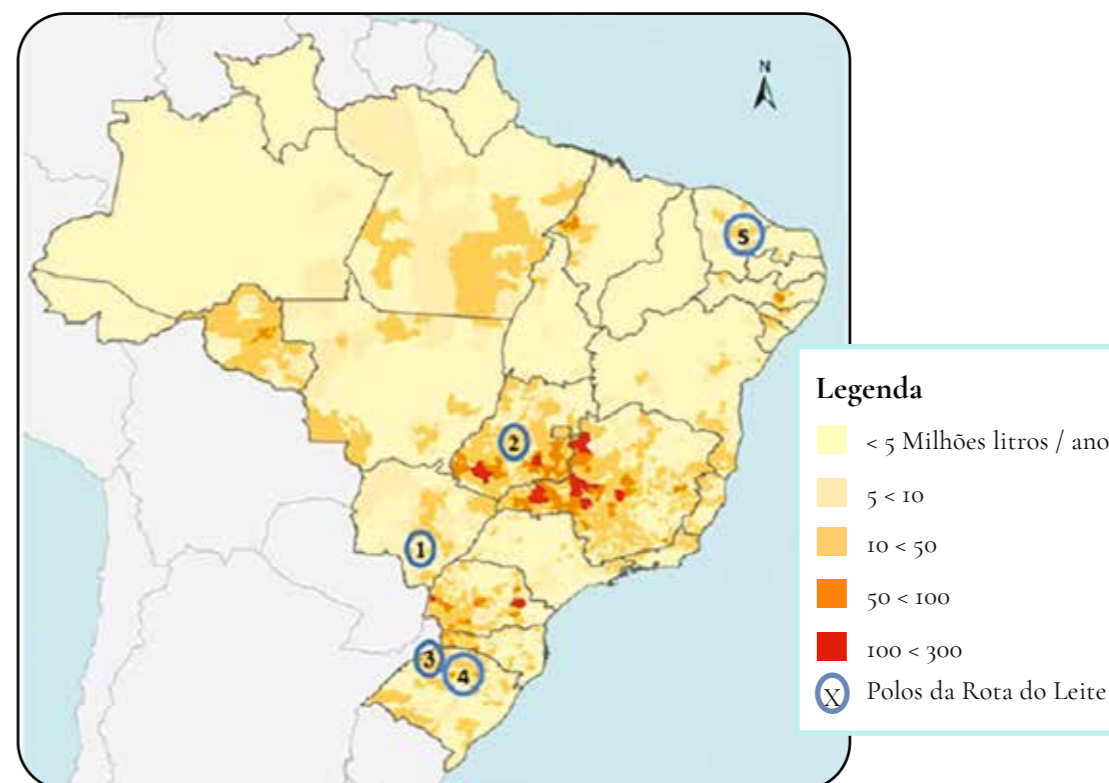 N
5
2
1
3
4
Legenda
< 5 Milhões litros / ano
5 < 10
10 < 50
50 < 100
100 < 300
X Polos da Rota do Leite